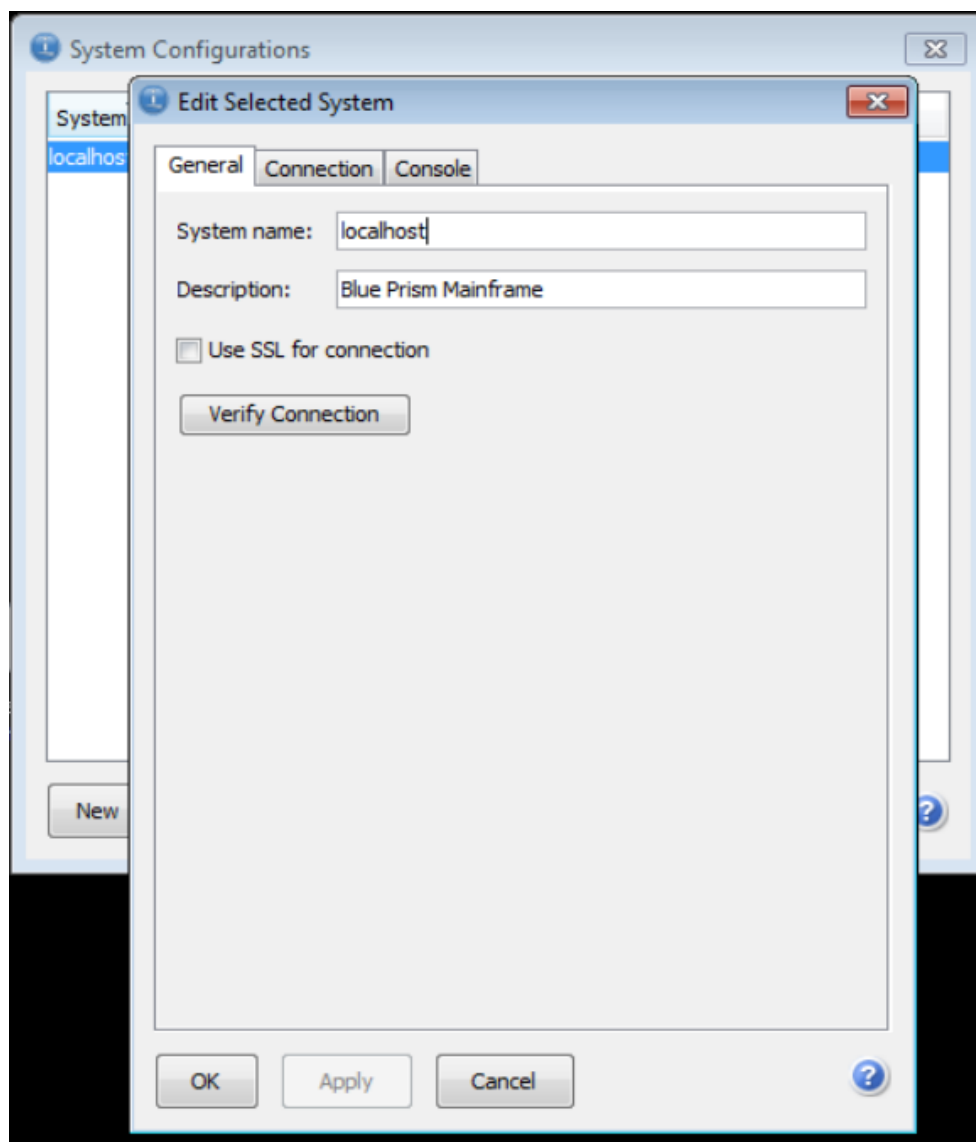 System Configurations
Edit Selected System
System
localhos
General Connection Console
System name: localhost
Description: Blue Prism Mainframe
Use SSL for connection
Verify Connection
New
OK Apply Cancel